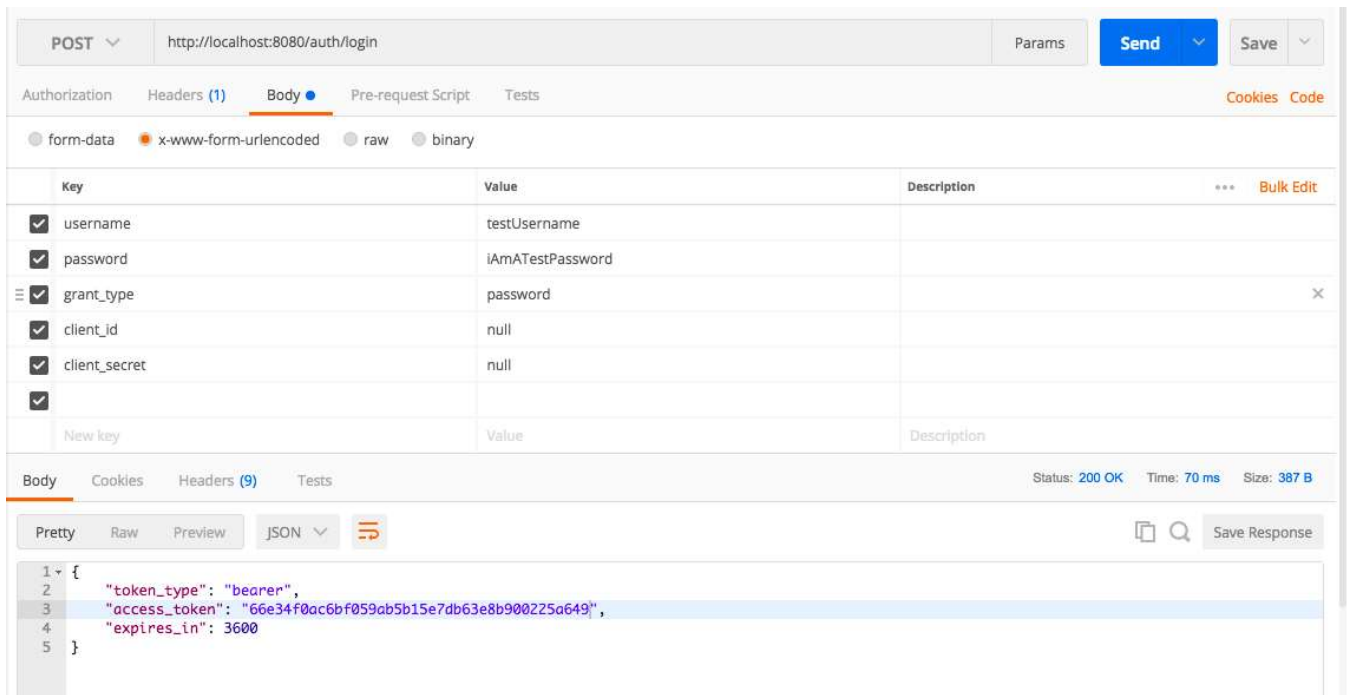 POST http://localhost:8080/auth/login Params Send Save
Authorization Headers (1) Body Pre-request Script Tests Cookies Code
form-data x-www-form-urlencoded raw binary
Key Value Description ••• Bulk Edit
username testUsername
password iAmATestPassword
grant_type password
client_id null
client_secret null
New key Value Description
Body Cookies Headers (9) Tests Status: 200 OK Time: 70 ms Size: 387 B
Pretty Raw Preview JSON Save Response
1 {
2 "token_type": "bearer",
3 "access_token": "66e34f0ac6bf059ab5b15e7db63e8b900225a649",
4 "expires_in": 3600
5 }